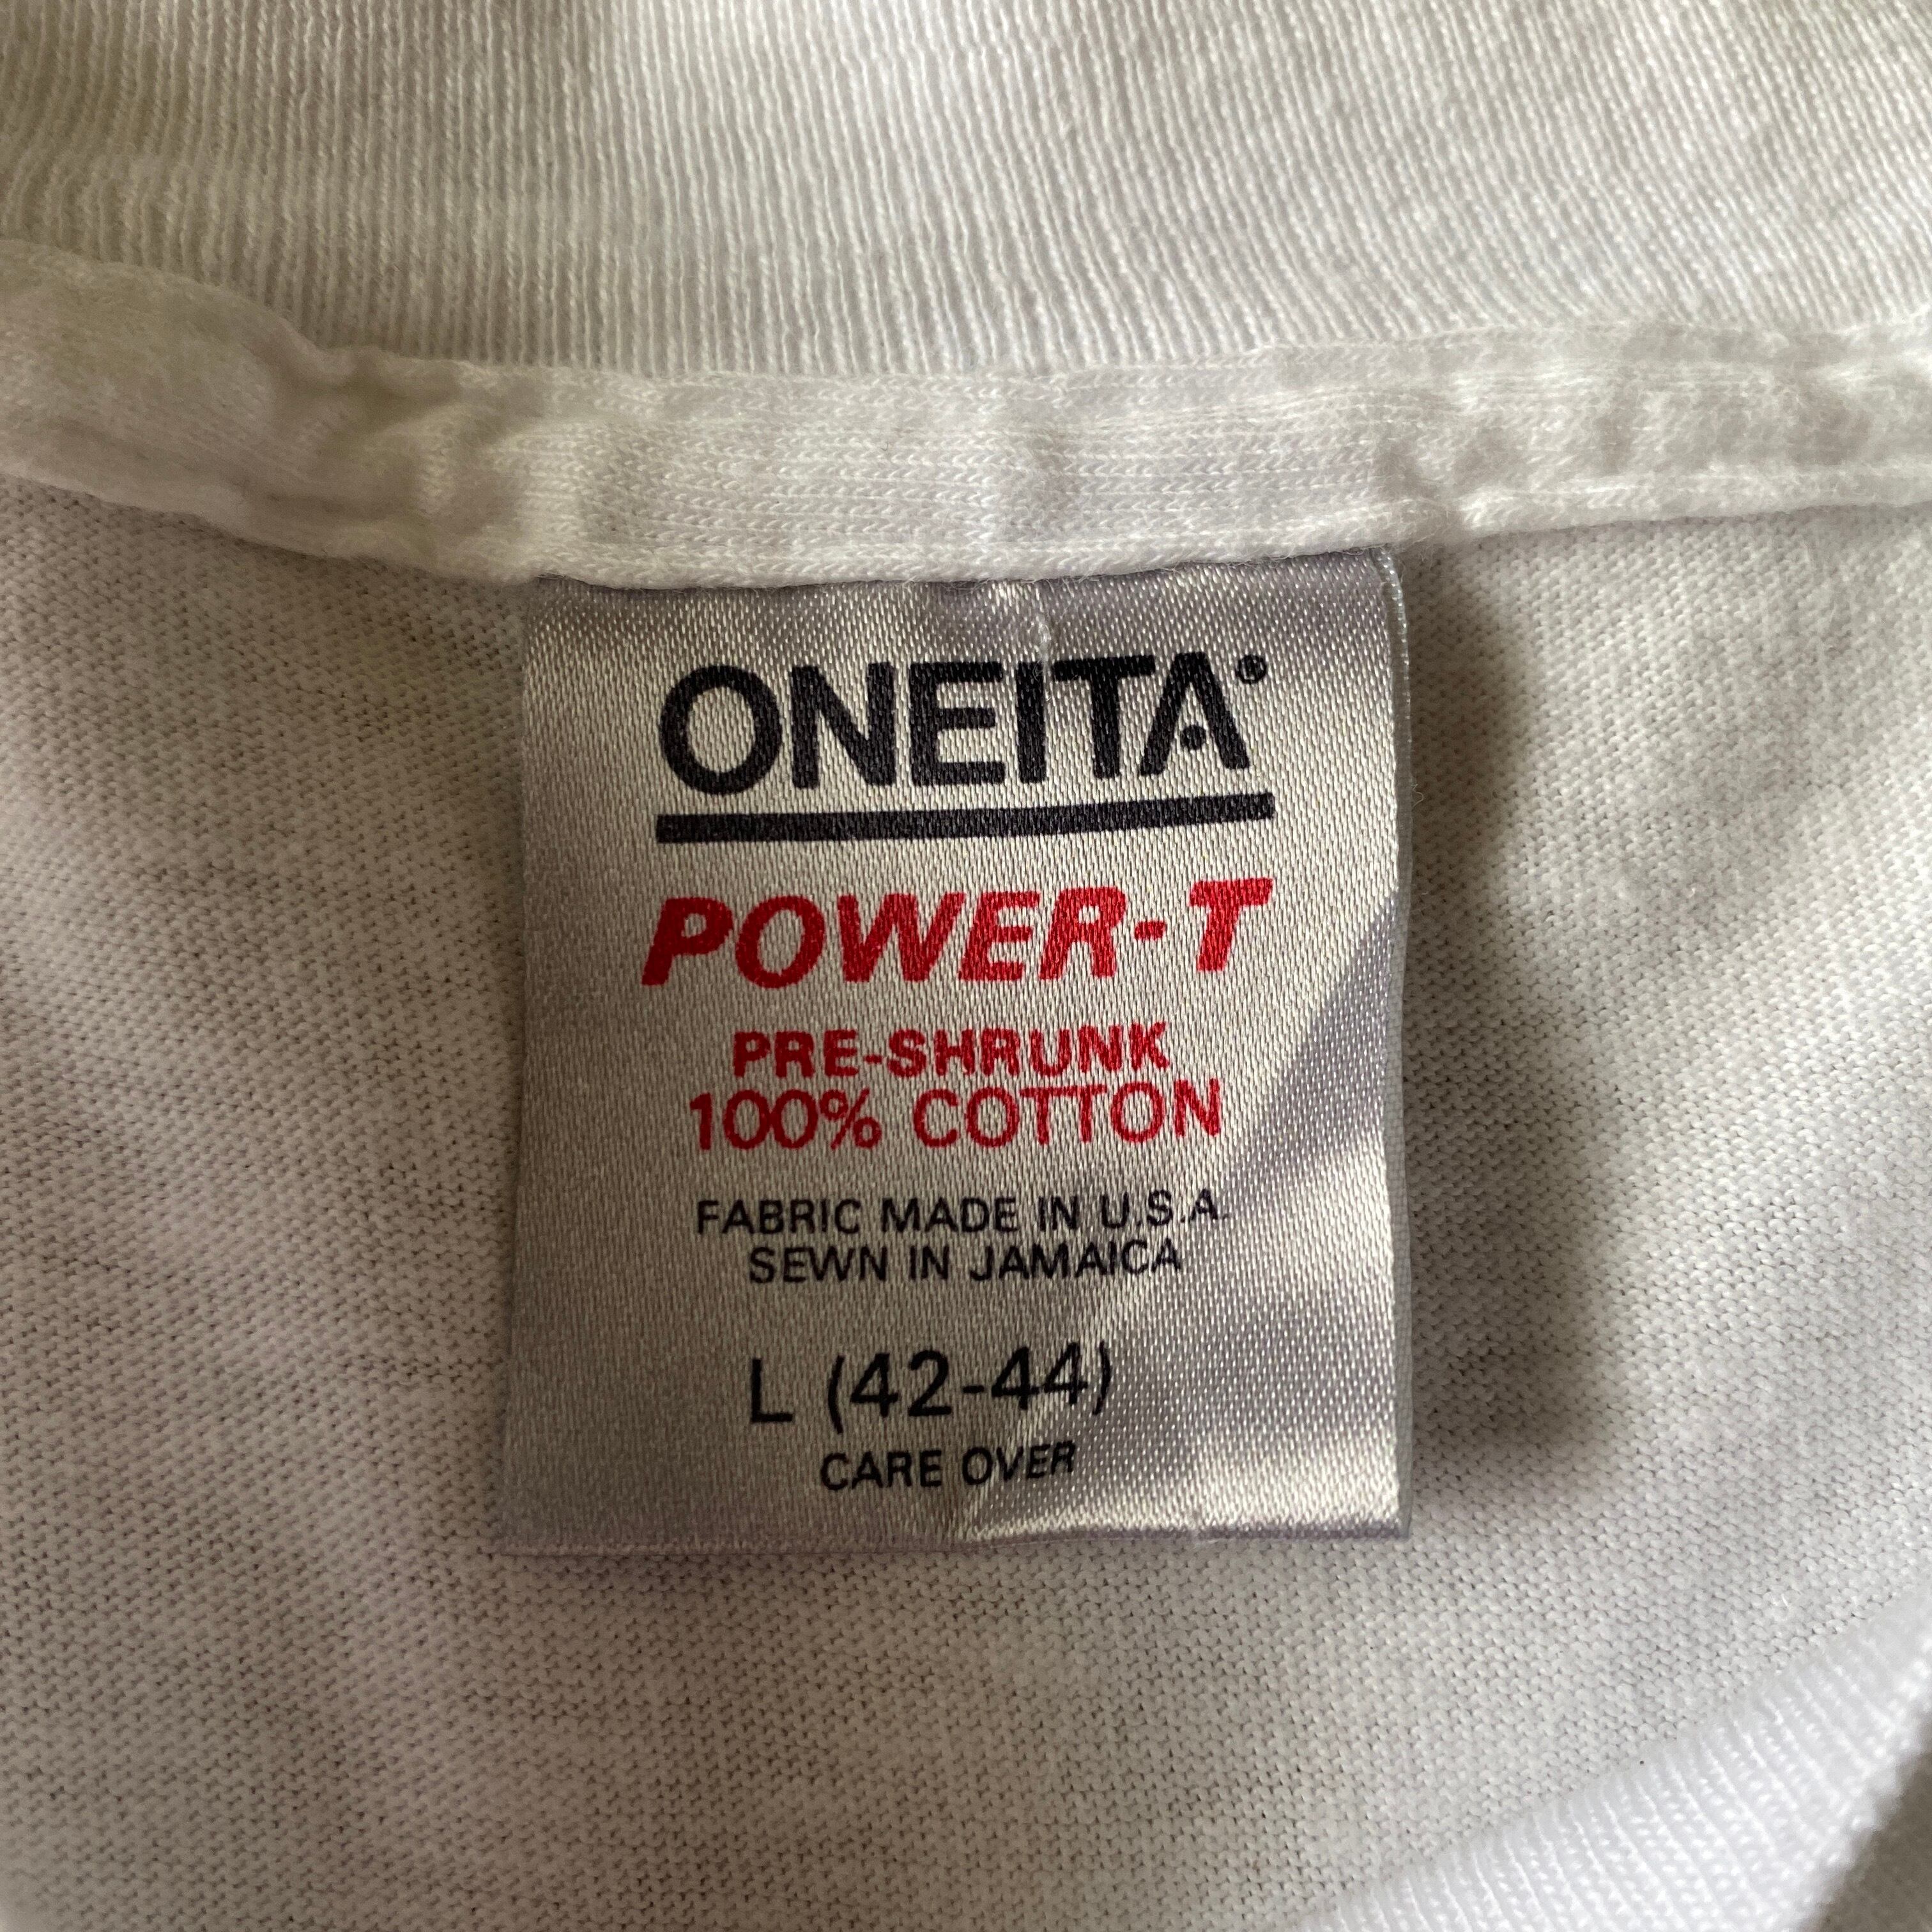 ONEITA®
POWER-T
PRE-SHRUNK
100% COTTON
FABRIC MADE IN U.S.A.
SEWN IN JAMAICA
L (42-44)
CARE OVER